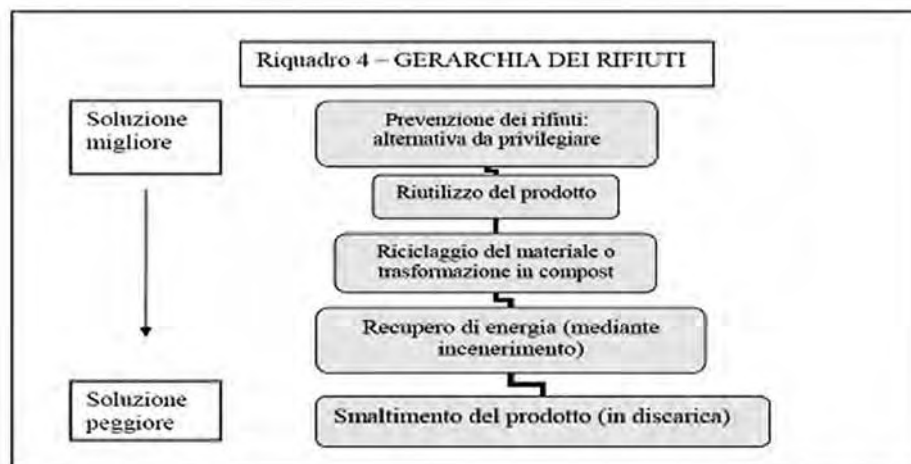 Riquadro 4 – GERARCHIA DEI RIFIUTI
Soluzione
migliore
Prevenzione dei rifiuti:
alternativa da privilegiare
Riutilizzo del prodotto
Riciclaggio del materiale o
trasformazione in compost
Recupero di energia (mediante
incenerimento)
Soluzione
peggiore
Smaltimento del prodotto (in discarica)